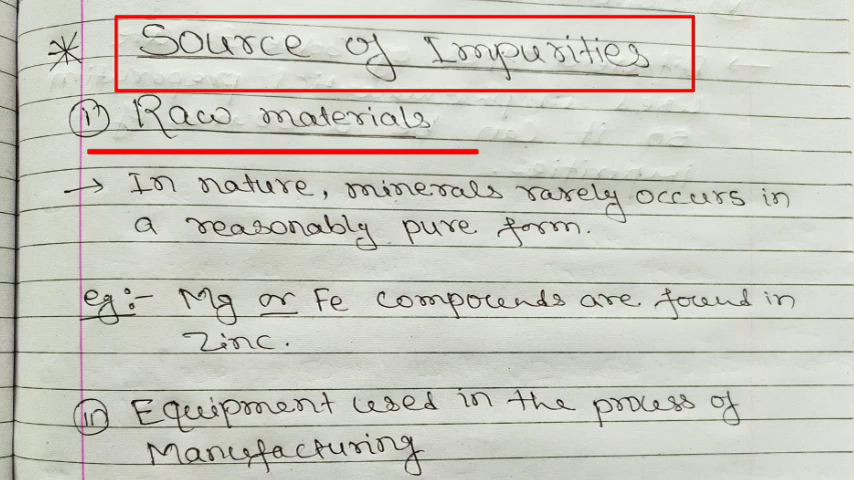 * Source of Impurities
(i) Raw materials
→ In nature, minerals rarely occurs in
a reasonably pure form.
eg:- Mg or Fe compounds are found in
Zinc.
(ii) Equipment used in the process of
Manufacturing